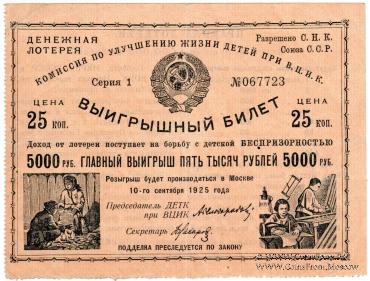 ДЕНЕЖНАЯ
ЛОТЕРЕЯ
Разрешено С. Н. К.
Союза С. С. Р.
КОМИССИЯ ПО УЛУЧШЕНИЮ ЖИЗНИ ДЕТЕЙ ПРИ В.Ц.И.К.
Серия 1
№067723
ЦЕНА
25 КОП.
ВЫИГРЫШНЫЙ БИЛЕТ
ЦЕНА
25 КОП.
Доход от лотереи поступает на борьбу с детской БЕСПРИЗОРНОСТЬЮ
5000 РУБ. ГЛАВНЫЙ ВЫИГРЫШ ПЯТЬ ТЫСЯЧ РУБЛЕЙ 5000 РУБ.
Розыгрыш будет производиться в Москве
10-го сентября 1925 года
Председатель ДЕТК
при ВЦИК
Секретарь
ПОДДЕЛКА ПРЕСЛЕДУЕТСЯ ПО ЗАКОНУ